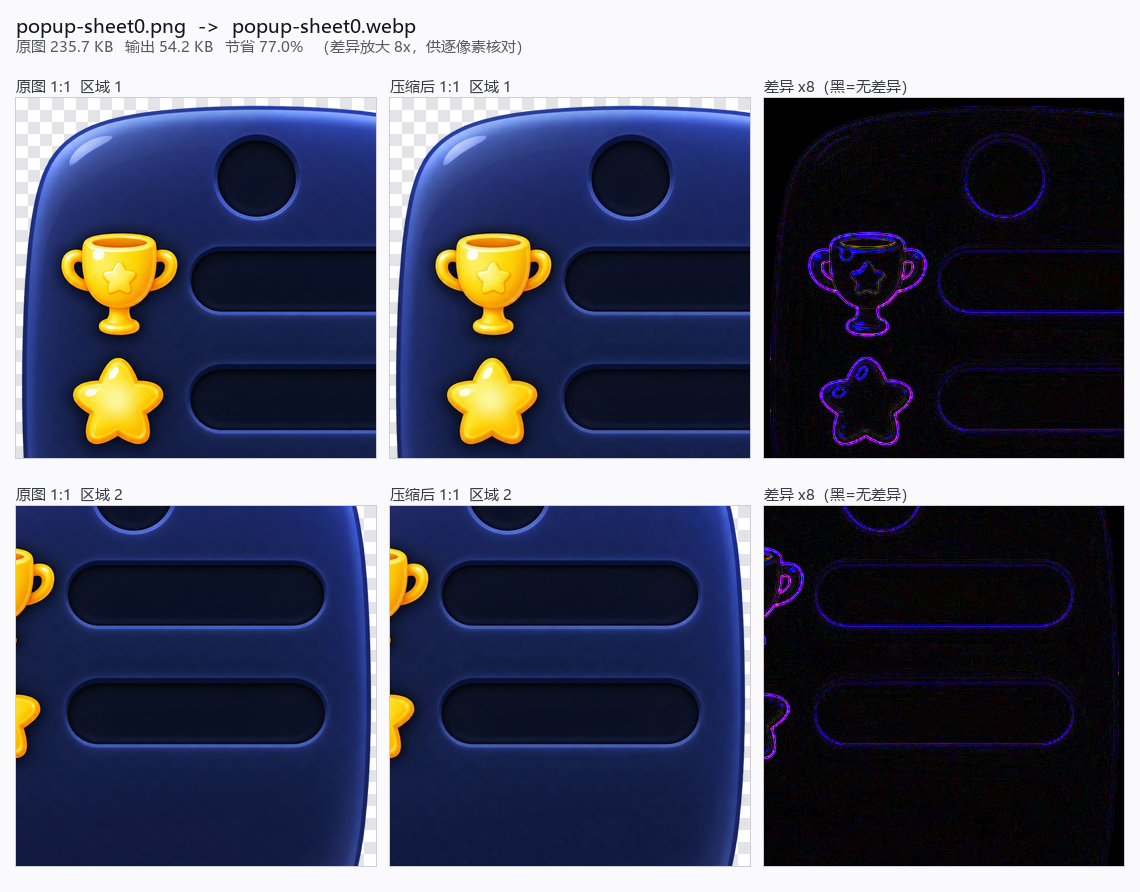 popup-sheet0.png -> popup-sheet0.webp
原图 235.7 KB 输出 54.2 KB 节省 77.0% (差异放大 8x，供逐像素核对)
原图 1:1 区域 1 压缩后 1:1 区域 1 差异 x8 (黑=无差异)
原图 1:1 区域 2 压缩后 1:1 区域 2 差异 x8 (黑=无差异)